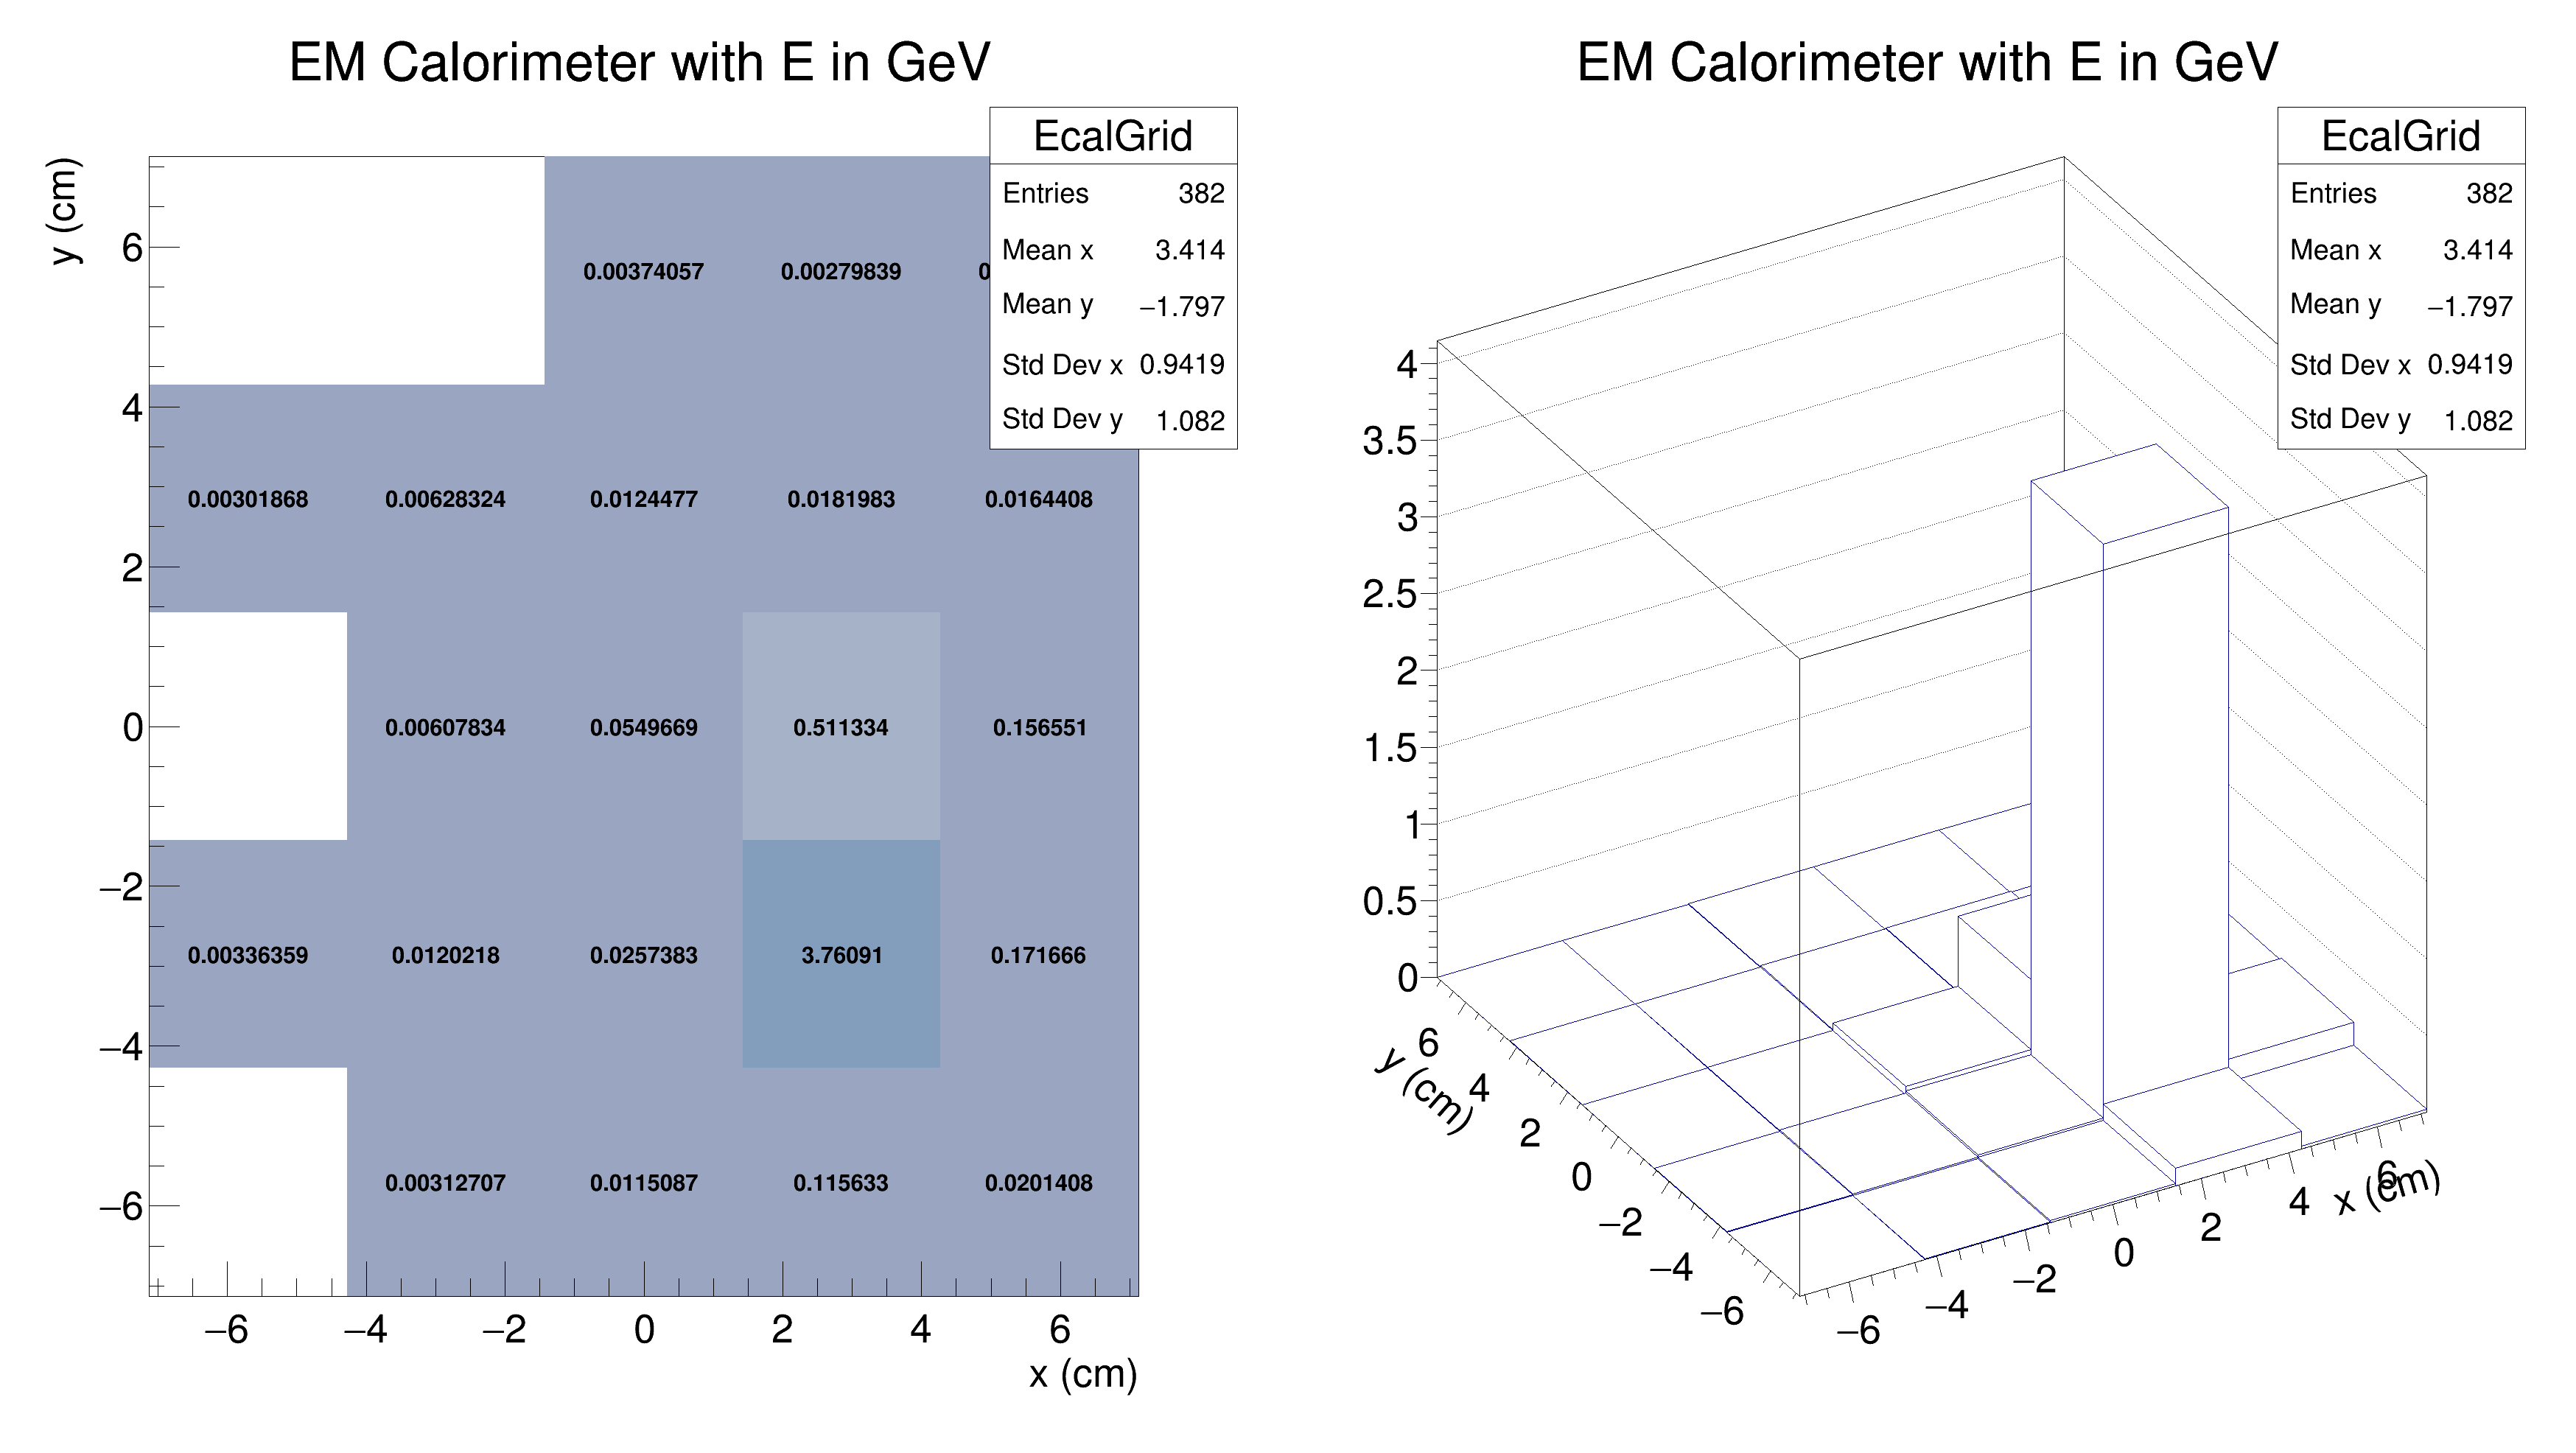 EM Calorimeter with E in GeV
EcalGrid
Entries 382
Mean x 3.414
Mean y −1.797
Std Dev x 0.9419
Std Dev y 1.082
y (cm)
6
4
2
0
−2
−4
−6
0.00374057 0.00279839 0
0.00301868 0.00628324 0.0124477 0.0181983 0.0164408
0.00607834 0.0549669 0.511334 0.156551
0.00336359 0.0120218 0.0257383 3.76091 0.171666
0.00312707 0.0115087 0.115633 0.0201408
−6 −4 −2 0 2 4 6
x (cm)
EM Calorimeter with E in GeV
EcalGrid
Entries 382
Mean x 3.414
Mean y −1.797
Std Dev x 0.9419
Std Dev y 1.082
4
3.5
3
2.5
2
1.5
1
0.5
0
y (cm)
6
4
2
0
−2
−4
−6
−6
−4
−2
0
2
4
6
x (cm)